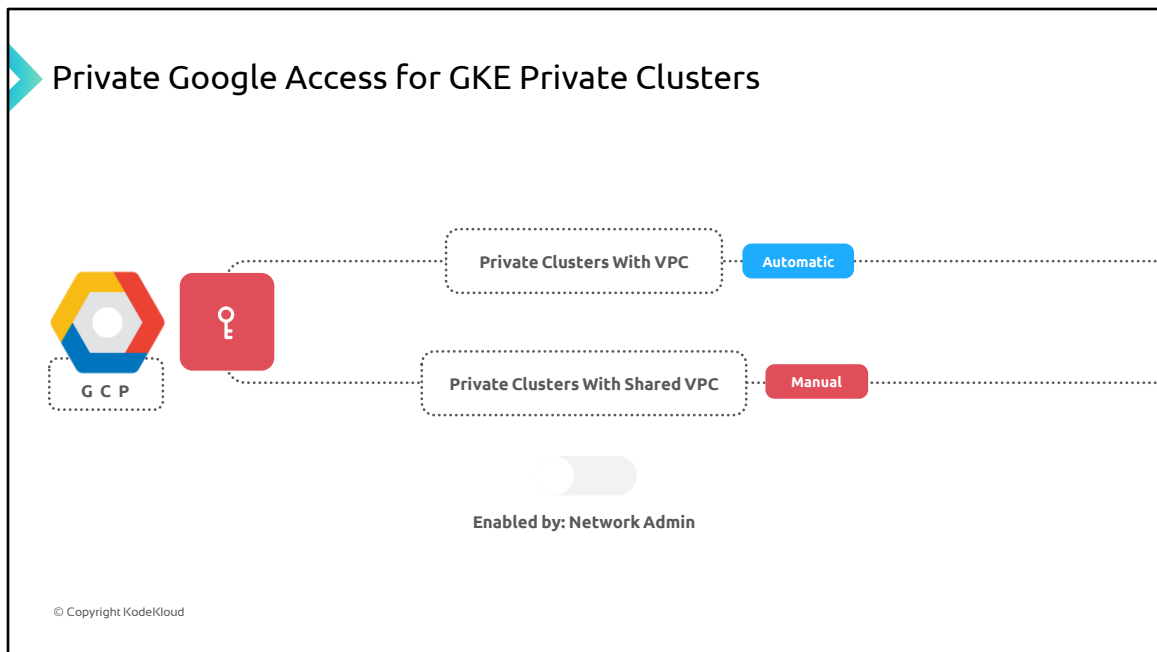 Private Google Access for GKE Private Clusters
Private Clusters With VPC
Automatic
G C P
Private Clusters With Shared VPC
Manual
Enabled by: Network Admin
© Copyright KodeKloud